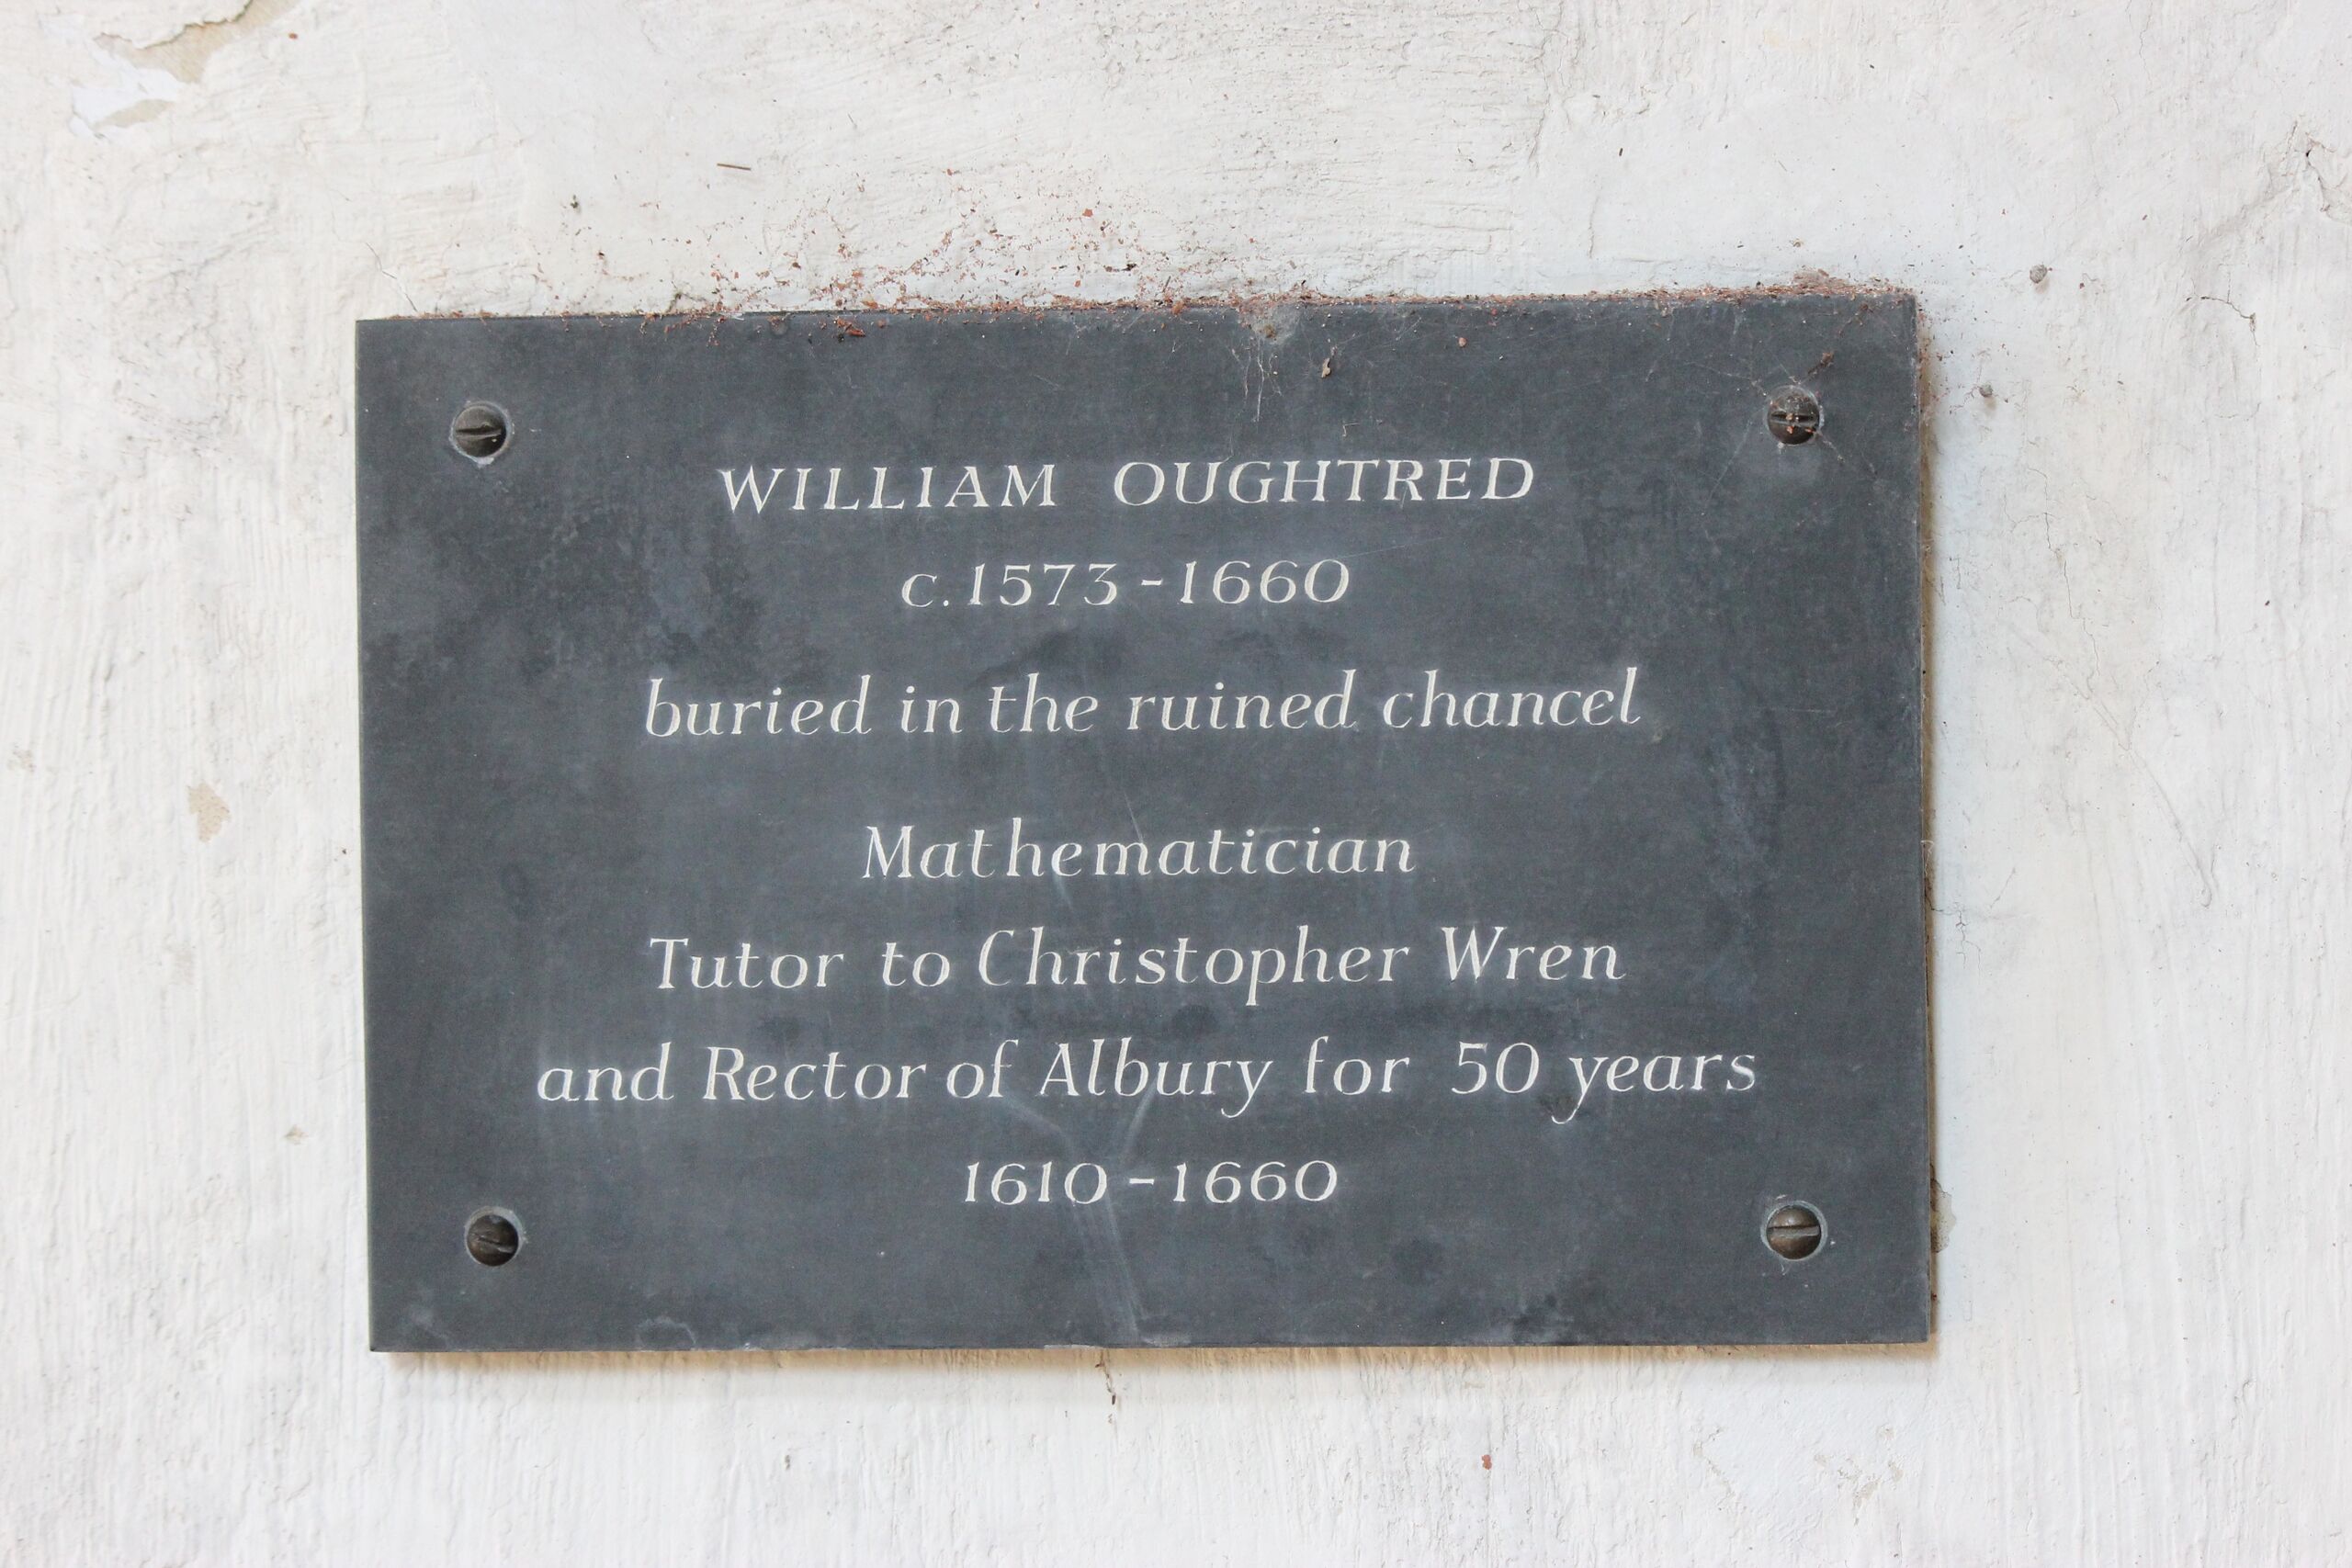 WILLIAM OUGHTRED
c. 1573 - 1660
buried in the ruined chancel
Mathematician
Tutor to Christopher Wren
and Rector of Albury for 50 years
1610 - 1660